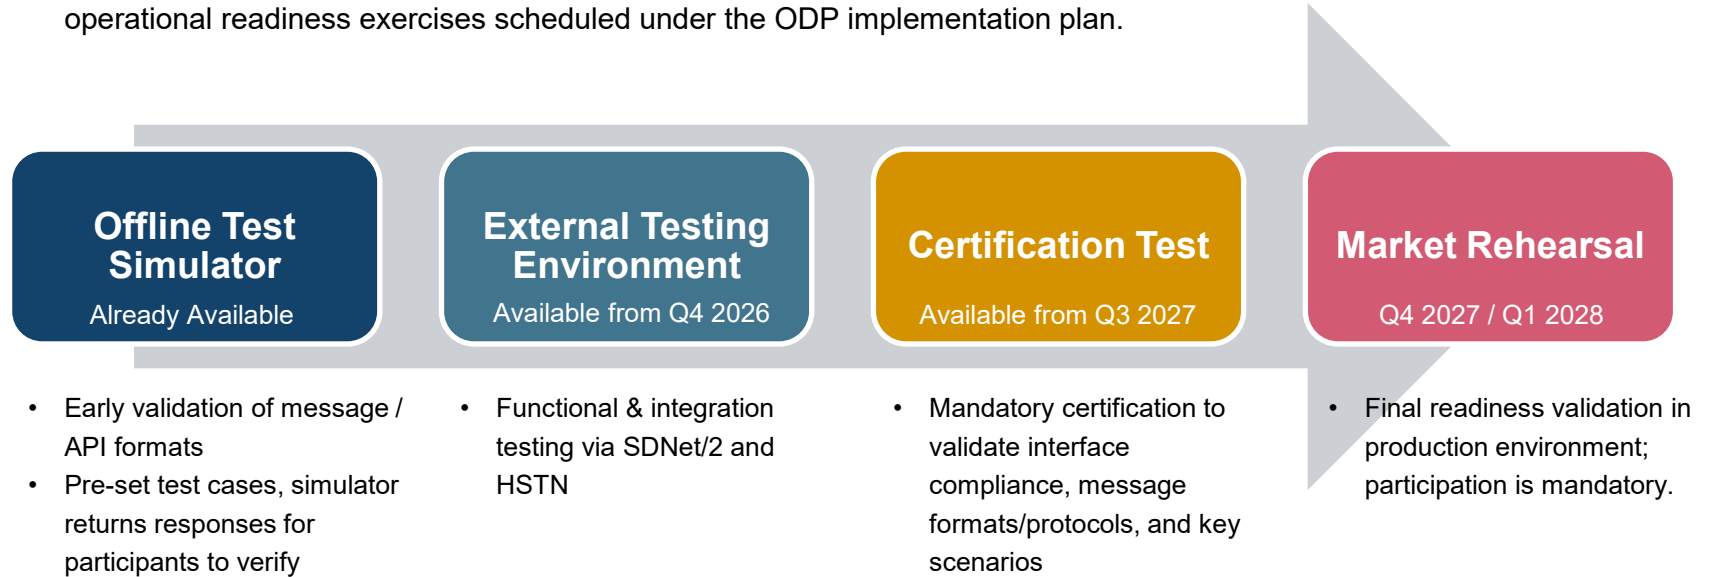 operational readiness exercises scheduled under the ODP implementation plan.
Offline Test
Simulator
Already Available
External Testing
Environment
Available from Q4 2026
Certification Test
Available from Q3 2027
Market Rehearsal
Q4 2027 / Q1 2028
• Early validation of message /
API formats
• Pre-set test cases, simulator
returns responses for
participants to verify
• Functional & integration
testing via SDNet/2 and
HSTN
• Mandatory certification to
validate interface
compliance, message
formats/protocols, and key
scenarios
• Final readiness validation in
production environment;
participation is mandatory.